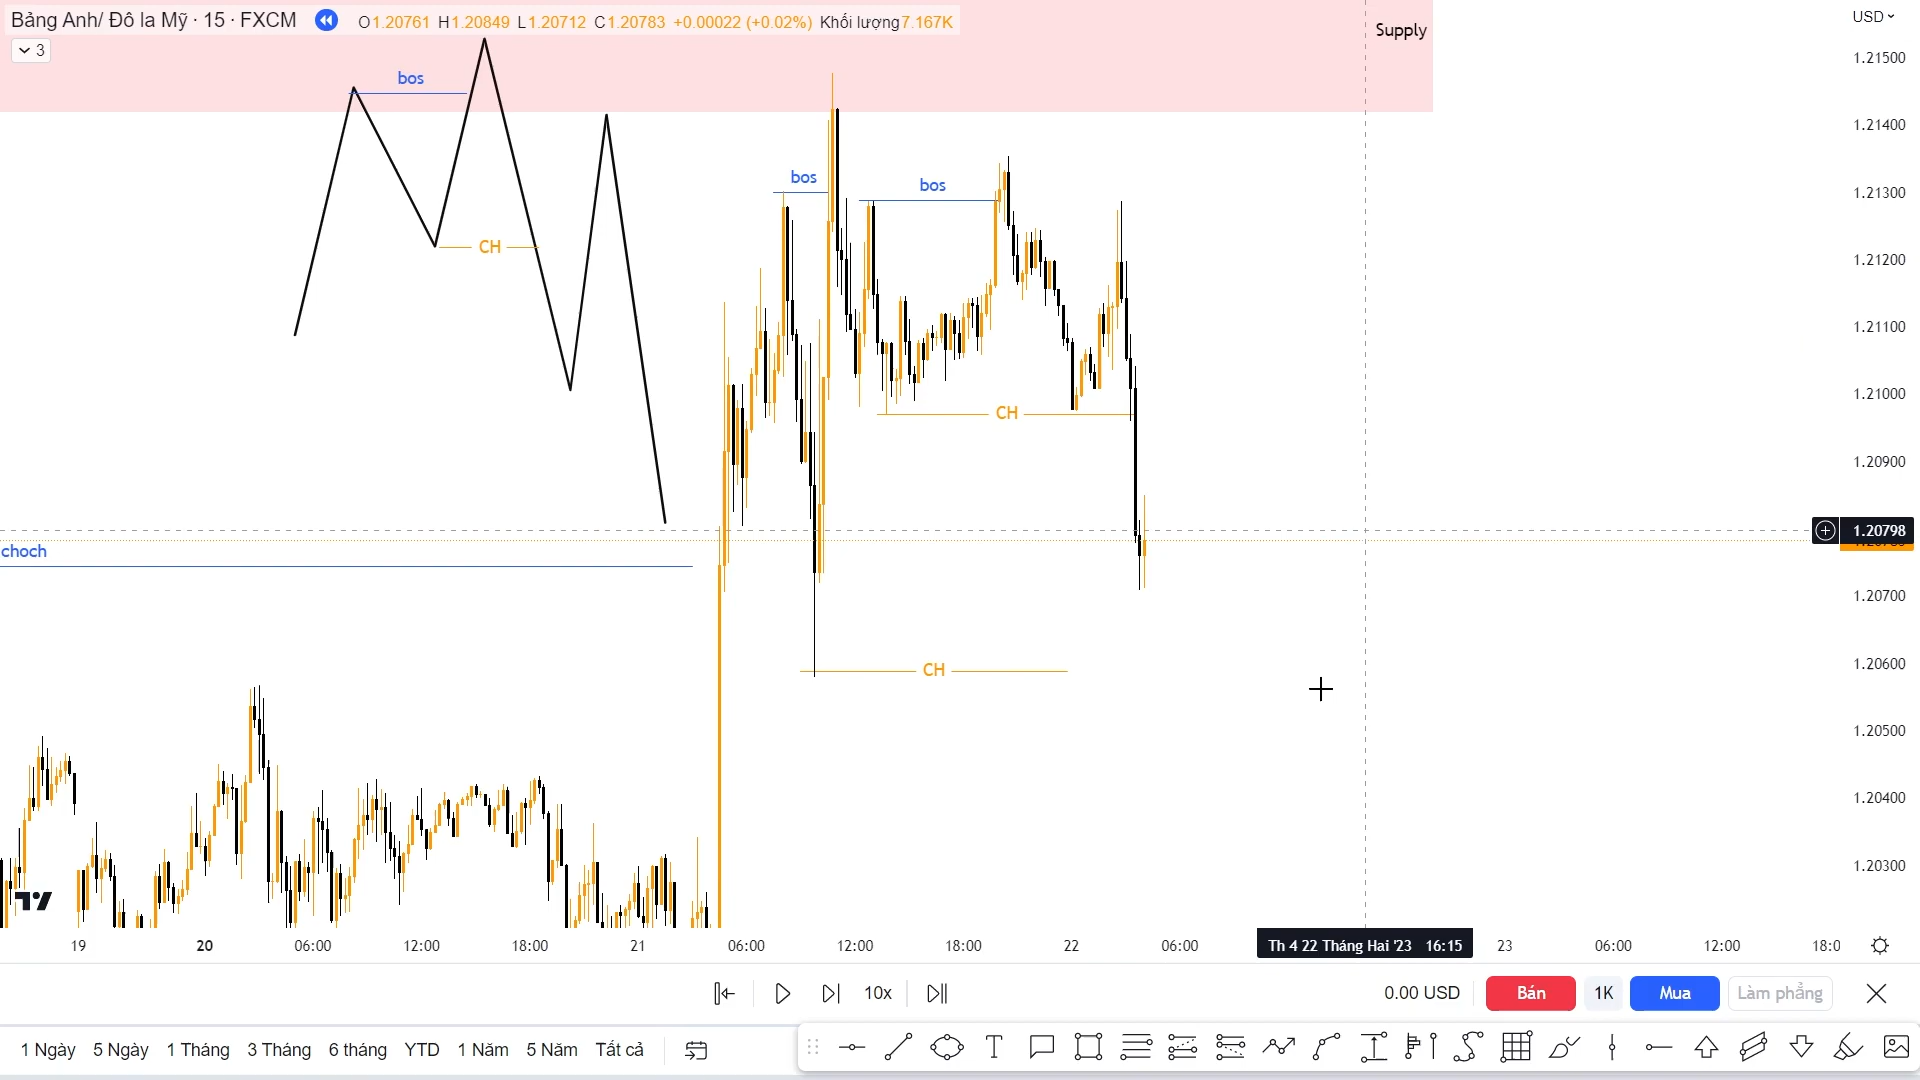 Bảng Anh/ Đô la Mỹ · 15 · FXCM O1.20761 H1.20849 L1.20712 C1.20783 +0.00022 (+0.02%) Khối lượng7.167K
3
USD
Supply
bos
bos
bos
CH
CH
CH
choch
1.21500
1.21400
1.21300
1.21200
1.21100
1.21000
1.20900
1.20798
1.20700
1.20600
1.20500
1.20400
1.20300
19 20 06:00 12:00 18:00 21 06:00 12:00 18:00 22 06:00 Th 4 22 Tháng Hai '23 16:15 23 06:00 12:00 18:0
10x 0.00 USD Bán 1K Mua Làm phẳng
1 Ngày 5 Ngày 1 Tháng 3 Tháng 6 tháng YTD 1 Năm 5 Năm Tất cả